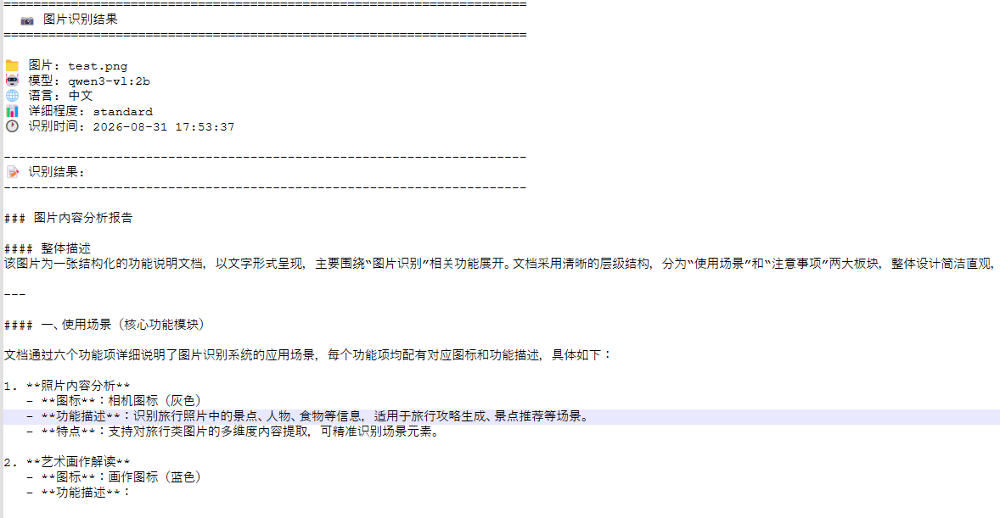 ======================================================================
📷 图片识别结果
======================================================================
📁 图片: test.png
🤖 模型: qwen3-vl:2b
🌐 语言: 中文
📊 详细程度: standard
🕐 识别时间: 2026-08-31 17:53:37
----------------------------------------------------------------------
📝 识别结果:
----------------------------------------------------------------------
### 图片内容分析报告
#### 整体描述
该图片为一张结构化的功能说明文档，以文字形式呈现，主要围绕“图片识别”相关功能展开。文档采用清晰的层级结构，分为“使用场景”和“注意事项”两大板块，整体设计简洁直观，
---
#### 一、使用场景（核心功能模块）
文档通过六个功能项详细说明了图片识别系统的应用场景，每个功能项均配有对应图标和功能描述，具体如下：
1. **照片内容分析**
- **图标**：相机图标（灰色）
- **功能描述**：识别旅行照片中的景点、人物、食物等信息，适用于旅行攻略生成、景点推荐等场景。
- **特点**：支持对旅行类图片的多维度内容提取，可精准识别场景元素。
2. **艺术画作解读**
- **图标**：画作图标（蓝色）
- **功能描述**：